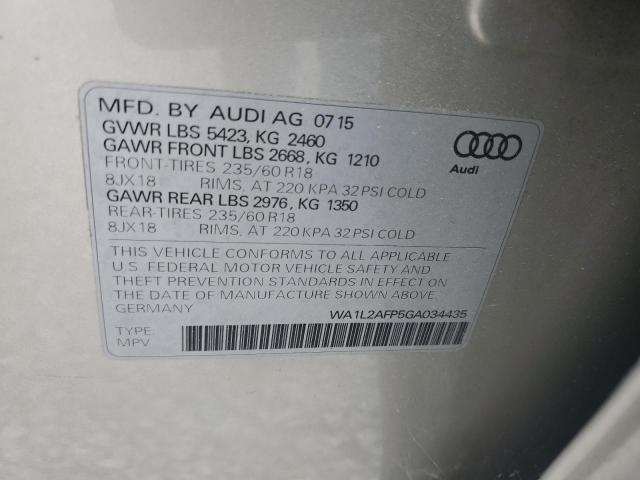 MFD. BY AUDI AG 07 15
GVWR LBS 5423, KG 2460
GAWR FRONT LBS 2668, KG 1210
FRONT-TIRES 235/60 R18
8JX18 RIMS, AT 220 KPA 32 PSI COLD
GAWR REAR LBS 2976, KG 1350
REAR-TIRES 235/60 R18
8JX18 RIMS, AT 220 KPA 32 PSI COLD
Audi
THIS VEHICLE CONFORMS TO ALL APPLICABLE
U.S. FEDERAL MOTOR VEHICLE SAFETY AND
THEFT PREVENTION STANDARDS IN EFFECT ON
THE DATE OF MANUFACTURE SHOWN ABOVE.
GERMANY
WA1L2AFP5GA034435
TYPE:
MPV